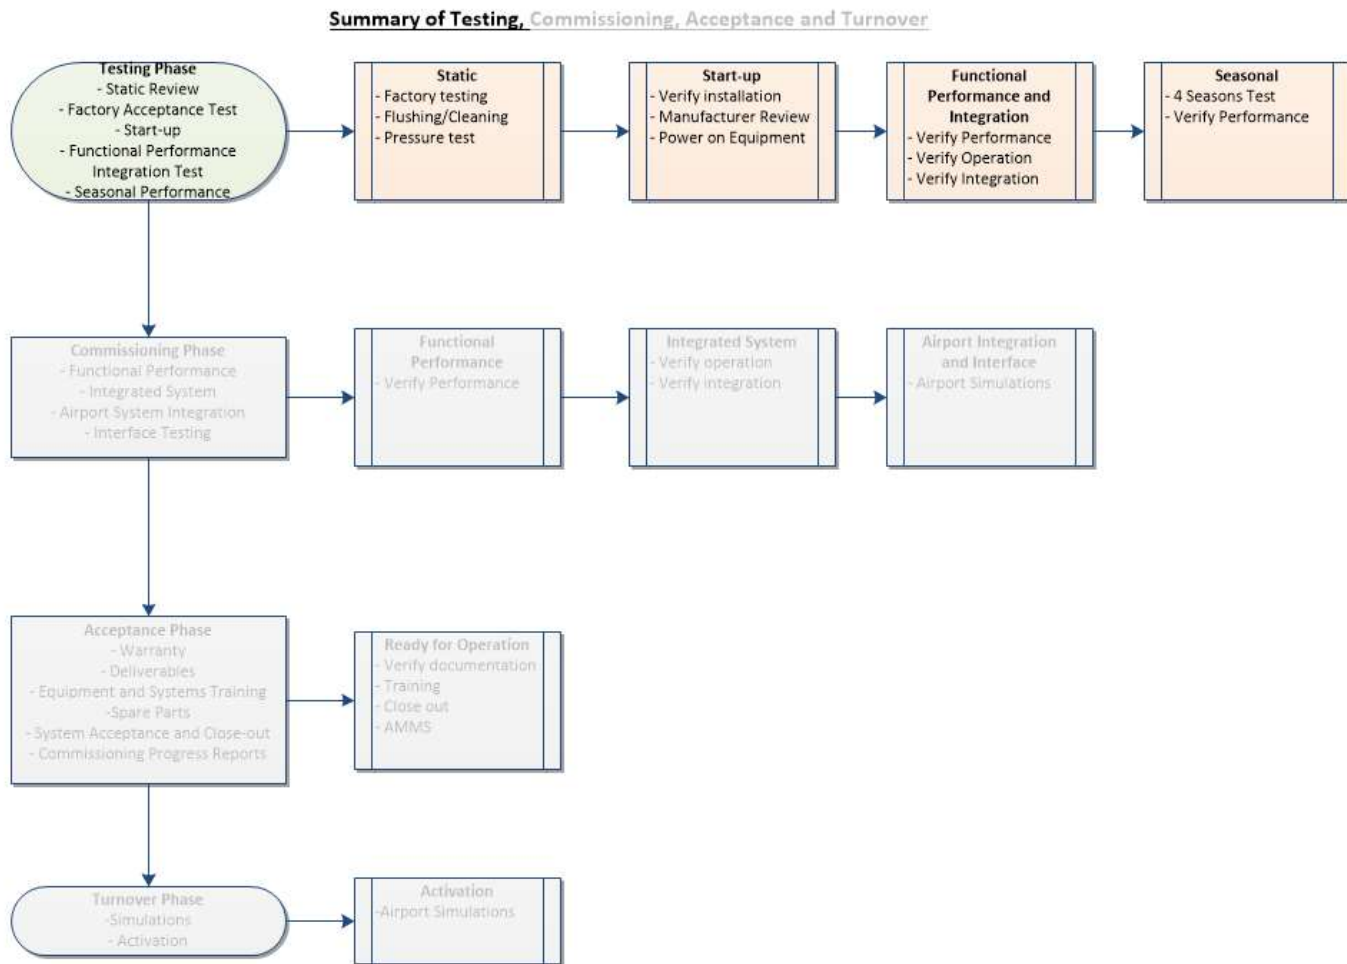 Summary of Testing, Commissioning, Acceptance and Turnover
Testing Phase
- Static Review
- Factory Acceptance Test
- Start-up
- Functional Performance
Integration Test
- Seasonal Performance
Static
- Factory testing
- Flushing/Cleaning
- Pressure test
Start-up
- Verify installation
- Manufacturer Review
- Power on Equipment
Functional
Performance and
Integration
- Verify Performance
- Verify Operation
- Verify Integration
Seasonal
- 4 Seasons Test
- Verify Performance
Commissioning Phase
- Functional Performance
- Integrated System
- Airport System Integration
- Interface Testing
Functional
Performance
- Verify Performance
Integrated System
- Verify operation
- Verify integration
Airport Integration
and Interface
- Airport Simulations
Acceptance Phase
- Warranty
- Deliverables
- Equipment and Systems Training
-Spare Parts
- System Acceptance and Close-out
- Commissioning Progress Reports
Ready for Operation
- Verify documentation
- Training
- Close out
- AMMS
Turnover Phase
-Simulations
- Activation
Activation
-Airport Simulations